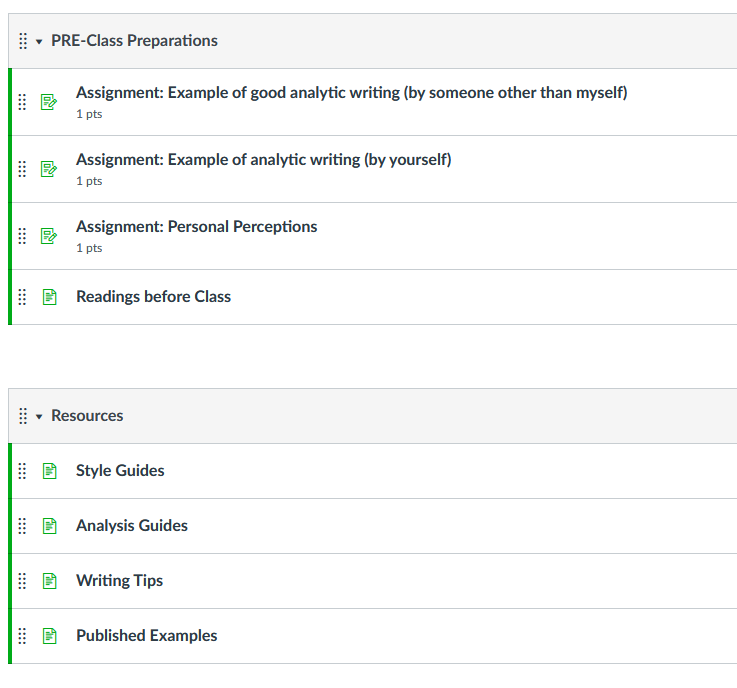 PRE-Class Preparations
Assignment: Example of good analytic writing (by someone other than myself)
1 pts
Assignment: Example of analytic writing (by yourself)
1 pts
Assignment: Personal Perceptions
1 pts
Readings before Class
Resources
Style Guides
Analysis Guides
Writing Tips
Published Examples